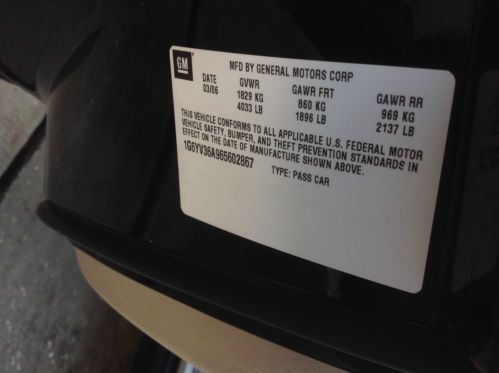 GM
MFD BY GENERAL MOTORS CORP
DATE GVWR GAWR FRT GAWR RR
03/06 1829 KG 860 KG 969 KG
4033 LB 1896 LB 2137 LB
THIS VEHICLE CONFORMS TO ALL APPLICABLE U.S. FEDERAL MOTOR
VEHICLE SAFETY, BUMPER, AND THEFT PREVENTION STANDARDS IN
EFFECT ON THE DATE OF MANUFACTURE SHOWN ABOVE.
1G6YV36A965602867
TYPE: PASS CAR